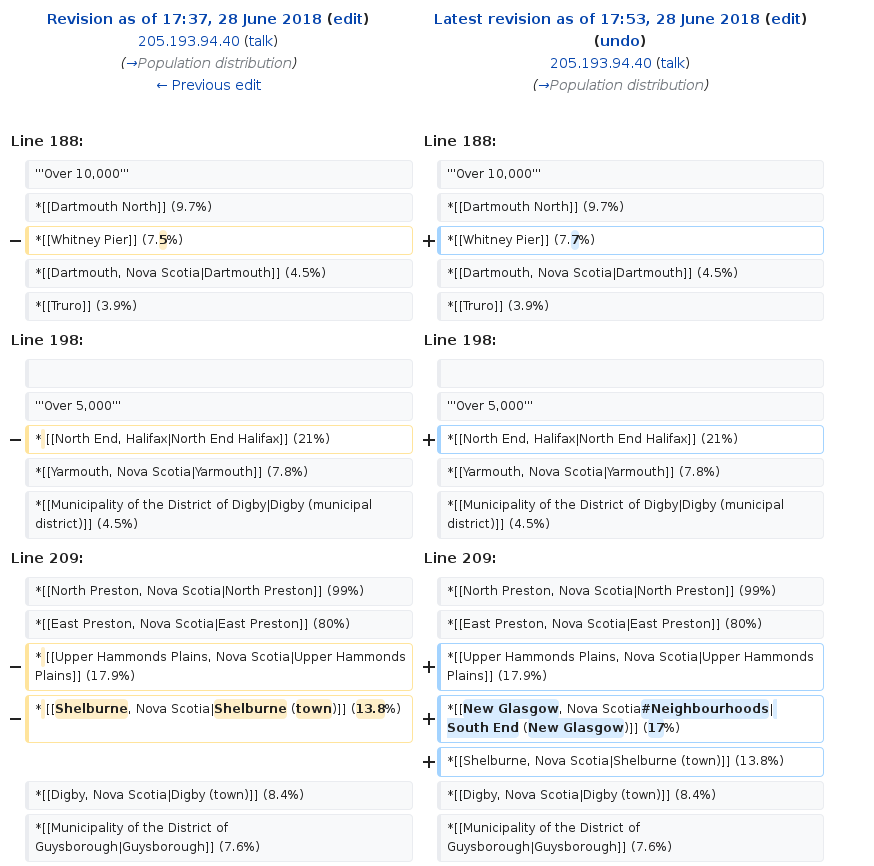 Revision as of 17:37, 28 June 2018 (edit)
205.193.94.40 (talk)
(→Population distribution)
← Previous edit
Latest revision as of 17:53, 28 June 2018 (edit)
(undo)
205.193.94.40 (talk)
(→Population distribution)
Line 188:
Line 188:
'''Over 10,000'''
'''Over 10,000'''
*[[Dartmouth North]] (9.7%)
*[[Dartmouth North]] (9.7%)
− *[[Whitney Pier]] (7.5%)
+ *[[Whitney Pier]] (7.7%)
*[[Dartmouth, Nova Scotia|Dartmouth]] (4.5%)
*[[Dartmouth, Nova Scotia|Dartmouth]] (4.5%)
*[[Truro]] (3.9%)
*[[Truro]] (3.9%)
Line 198:
Line 198:
'''Over 5,000'''
'''Over 5,000'''
− * [[North End, Halifax|North End Halifax]] (21%)
+ *[[North End, Halifax|North End Halifax]] (21%)
*[[Yarmouth, Nova Scotia|Yarmouth]] (7.8%)
*[[Yarmouth, Nova Scotia|Yarmouth]] (7.8%)
*[[Municipality of the District of Digby|Digby (municipal
district)]] (4.5%)
*[[Municipality of the District of Digby|Digby (municipal
district)]] (4.5%)
Line 209:
Line 209:
*[[North Preston, Nova Scotia|North Preston]] (99%)
*[[North Preston, Nova Scotia|North Preston]] (99%)
*[[East Preston, Nova Scotia|East Preston]] (80%)
*[[East Preston, Nova Scotia|East Preston]] (80%)
− * [[Upper Hammonds Plains, Nova Scotia|Upper Hammonds
Plains]] (17.9%)
+ *[[Upper Hammonds Plains, Nova Scotia|Upper Hammonds
Plains]] (17.9%)
− * [[Shelburne, Nova Scotia|Shelburne (town)]] (13.8%)
+ *[[New Glasgow, Nova Scotia#Neighbourhoods|
South End (New Glasgow)]] (17%)
+ *[[Shelburne, Nova Scotia|Shelburne (town)]] (13.8%)
*[[Digby, Nova Scotia|Digby (town)]] (8.4%)
*[[Digby, Nova Scotia|Digby (town)]] (8.4%)
*[[Municipality of the District of
Guysborough|Guysborough]] (7.6%)
*[[Municipality of the District of
Guysborough|Guysborough]] (7.6%)